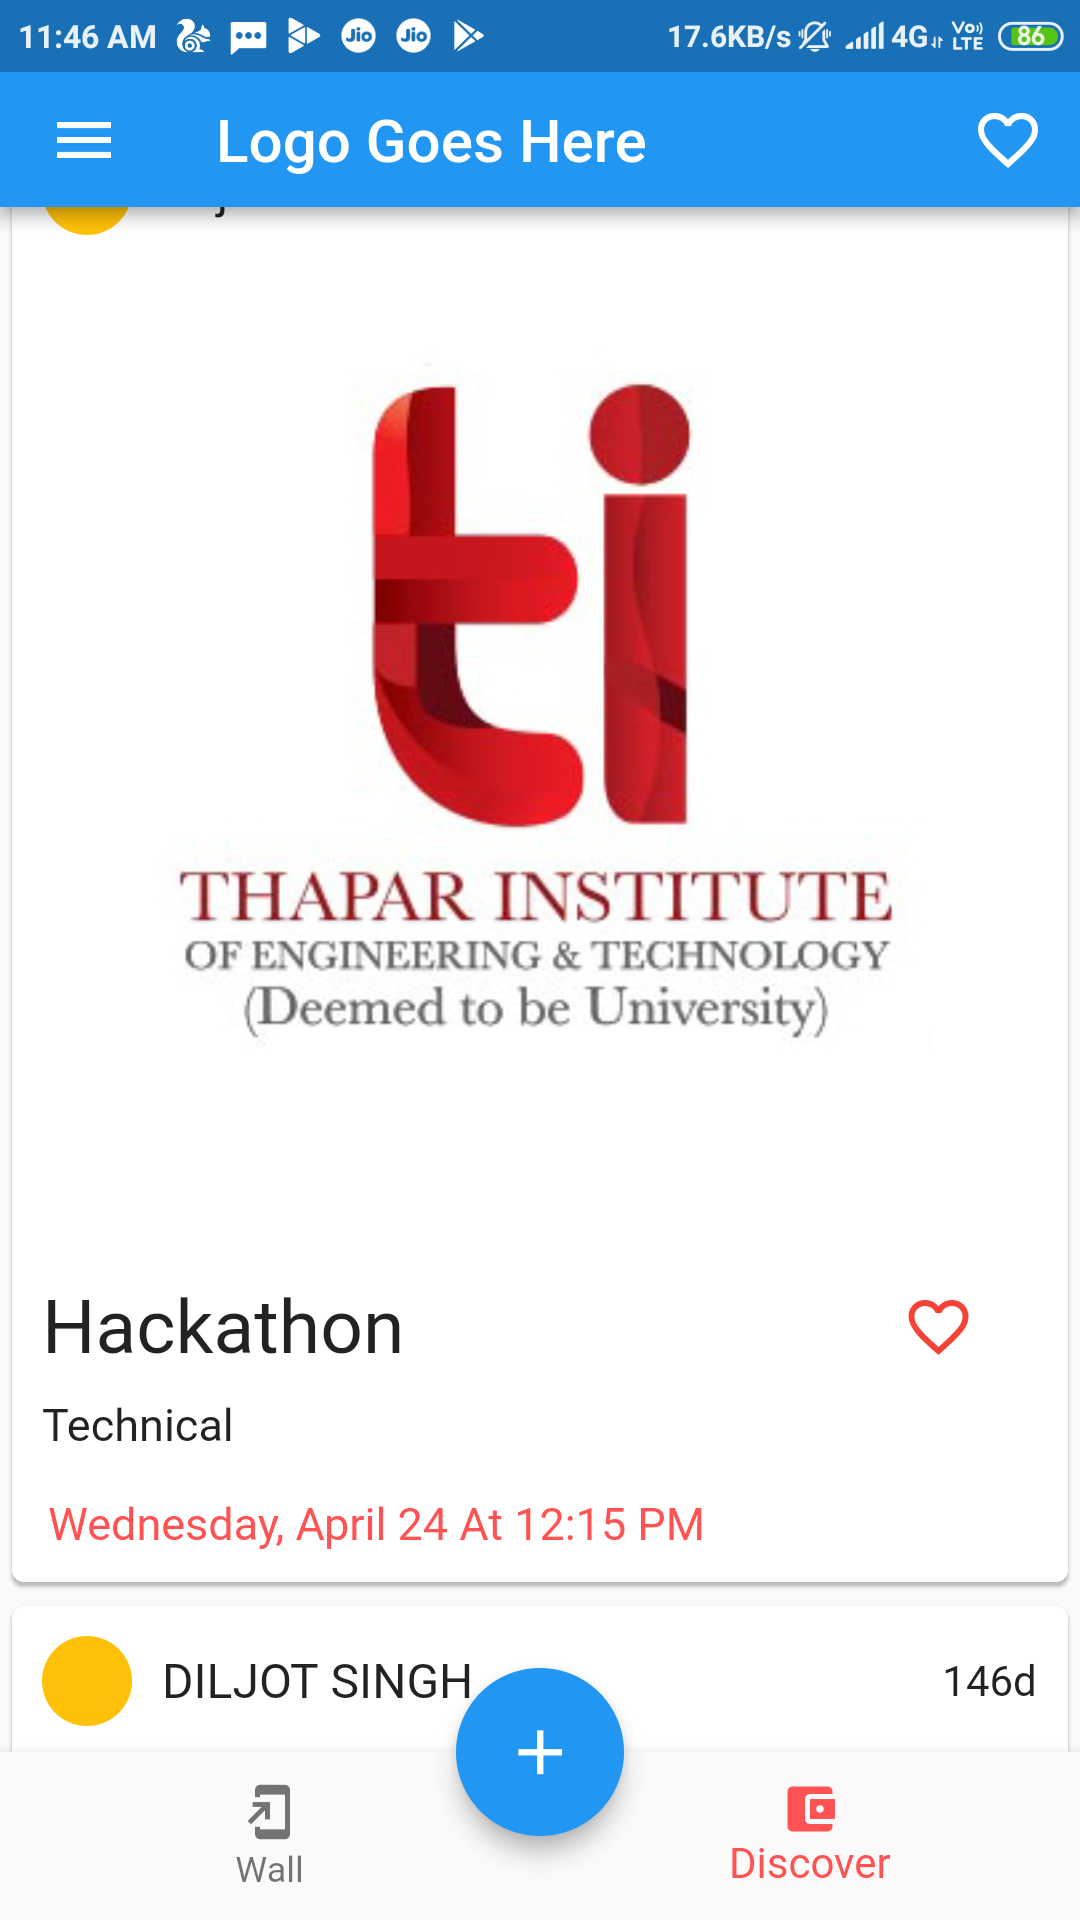 11:46 AM
Jio
Jio
17.6KB/s
4G
VO) LTE
86
Logo Goes Here
ti
THAPAR INSTITUTE
OF ENGINEERING & TECHNOLOGY
(Deemed to be University)
Hackathon
Technical
Wednesday, April 24 At 12:15 PM
DILJOT SINGH
146d
Wall
Discover